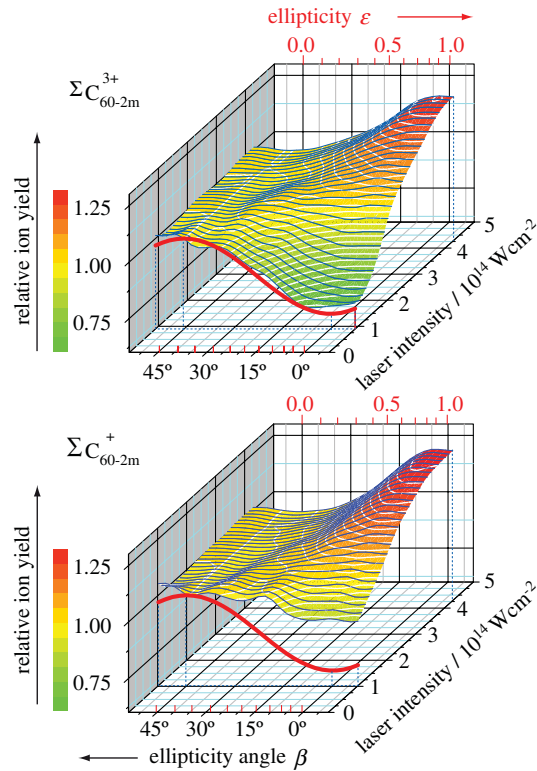 ellipticity ε
0.0 0.5 1.0
ΣC₆₀₋₂ₘ³⁺
relative ion yield
1.25
1.00
0.75
5
4
3
2
1
0
laser intensity / 10¹⁴ Wcm⁻²
45º 30º 15º 0º
0.0 0.5 1.0
ΣC₆₀₋₂ₘ⁺
relative ion yield
1.25
1.00
0.75
5
4
3
2
1
0
laser intensity / 10¹⁴ Wcm⁻²
45º 30º 15º 0º
ellipticity angle β